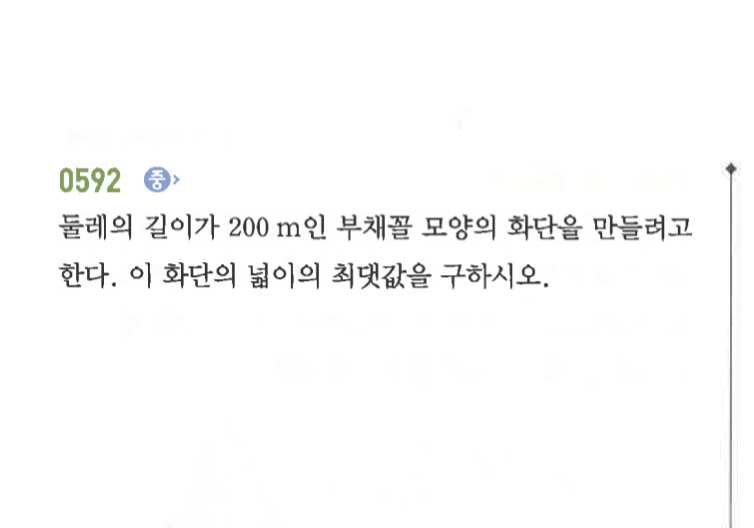 0592 중
둘레의 길이가 200 m인 부채꼴 모양의 화단을 만들려고
한다. 이 화단의 넓이의 최댓값을 구하시오.